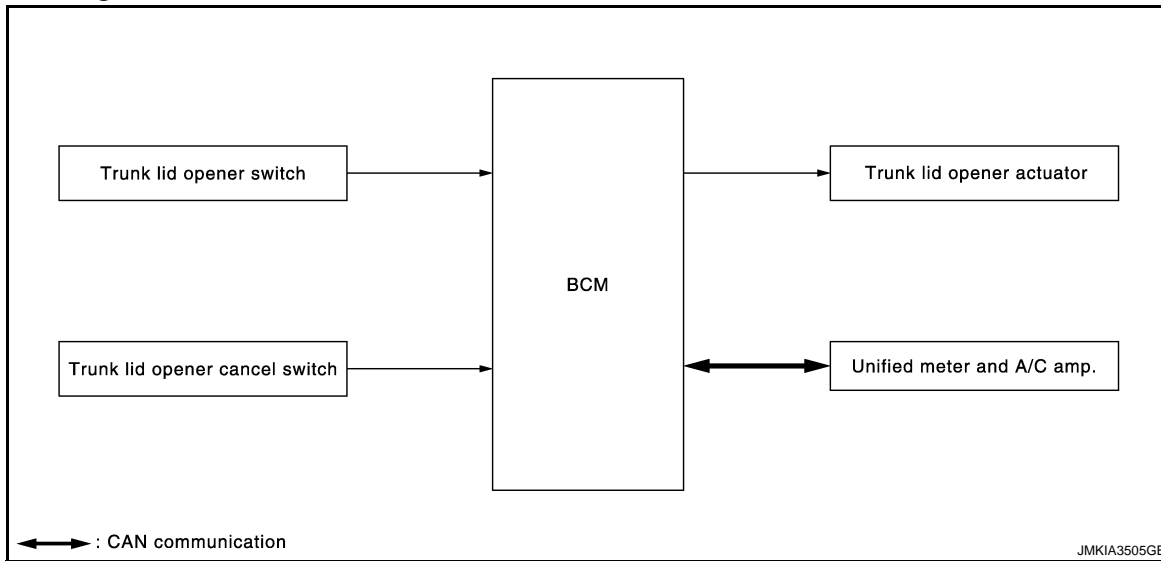 Trunk lid opener switch
Trunk lid opener actuator
BCM
Trunk lid opener cancel switch
Unified meter and A/C amp.
: CAN communication